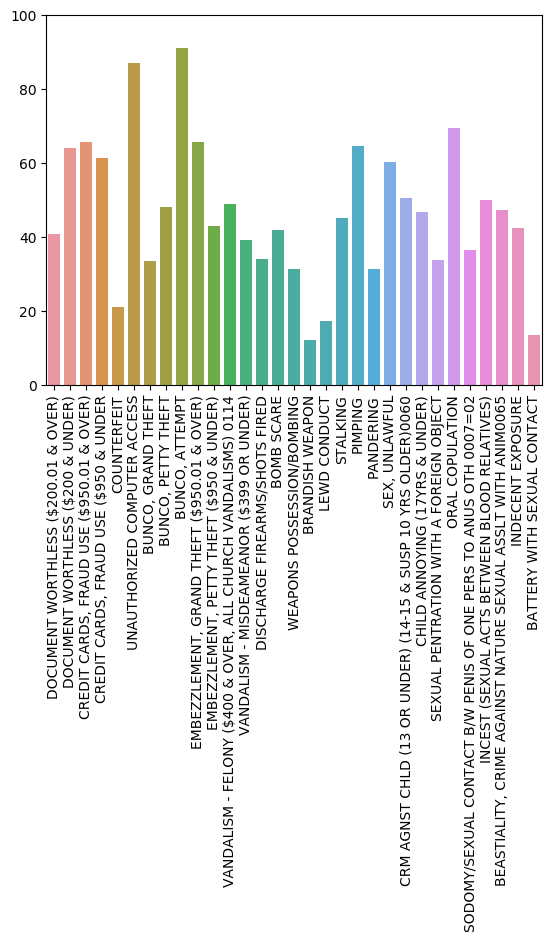 100
80
60
40
20
0
DOCUMENT WORTHLESS ($200.01 & OVER)
DOCUMENT WORTHLESS ($200 & UNDER)
CREDIT CARDS, FRAUD USE ($950.01 & OVER)
CREDIT CARDS, FRAUD USE ($950 & UNDER
COUNTERFEIT
UNAUTHORIZED COMPUTER ACCESS
BUNCO, GRAND THEFT
BUNCO, PETTY THEFT
BUNCO, ATTEMPT
EMBEZZLEMENT, GRAND THEFT ($950.01 & OVER)
EMBEZZLEMENT, PETTY THEFT ($950 & UNDER)
VANDALISM - FELONY ($400 & OVER, ALL CHURCH VANDALISMS) 0114
VANDALISM - MISDEAMEANOR ($399 OR UNDER)
DISCHARGE FIREARMS/SHOTS FIRED
BOMB SCARE
WEAPONS POSSESSION/BOMBING
BRANDISH WEAPON
LEWD CONDUCT
STALKING
PIMPING
PANDERING
SEX, UNLAWFUL
CRM AGNST CHLD (13 OR UNDER) (14-15 & SUSP 10 YRS OLDER)0060
CHILD ANNOYING (17YRS & UNDER)
SEXUAL PENTRATION WITH A FOREIGN OBJECT
ORAL COPULATION
SODOMY/SEXUAL CONTACT B/W PENIS OF ONE PERS TO ANUS OTH 0007=02
INCEST (SEXUAL ACTS BETWEEN BLOOD RELATIVES)
BEASTIALITY, CRIME AGAINST NATURE SEXUAL ASSLT WITH ANIM0065
INDECENT EXPOSURE
BATTERY WITH SEXUAL CONTACT